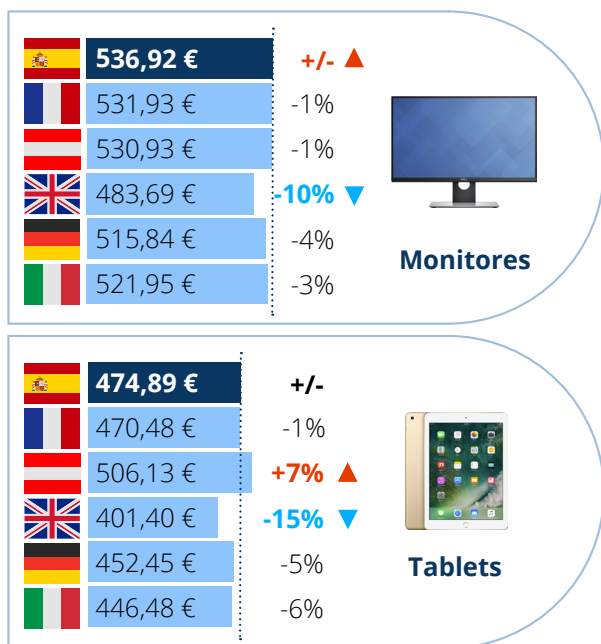 536,92 € +/- ▲
531,93 € -1%
530,93 € -1%
483,69 € -10% ▼
515,84 € -4%
521,95 € -3%
Monitores
474,89 € +/-
470,48 € -1%
506,13 € +7% ▲
401,40 € -15% ▼
452,45 € -5%
446,48 € -6%
Tablets